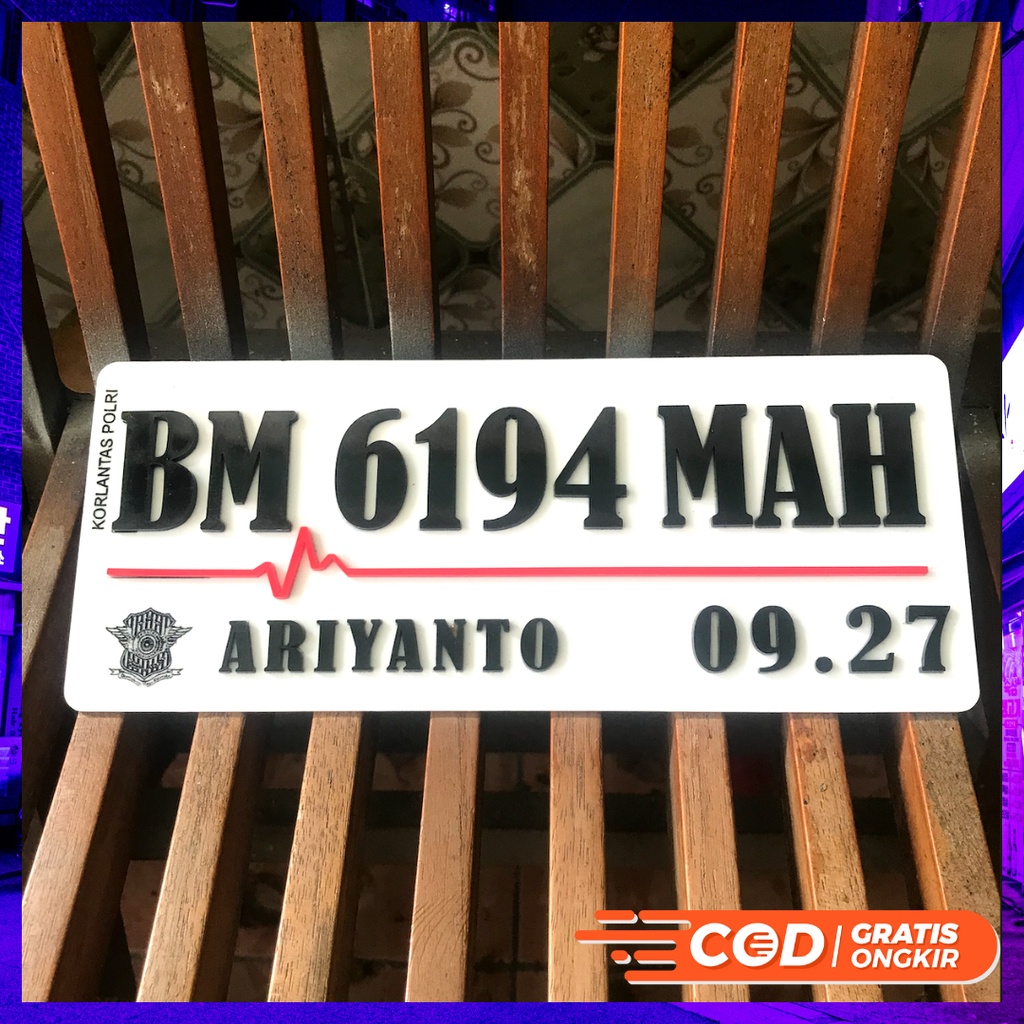 KORLANTAS POLRI
BM 6194 MAH
ARIYANTO 09.27
COD | GRATIS
ONGKIR